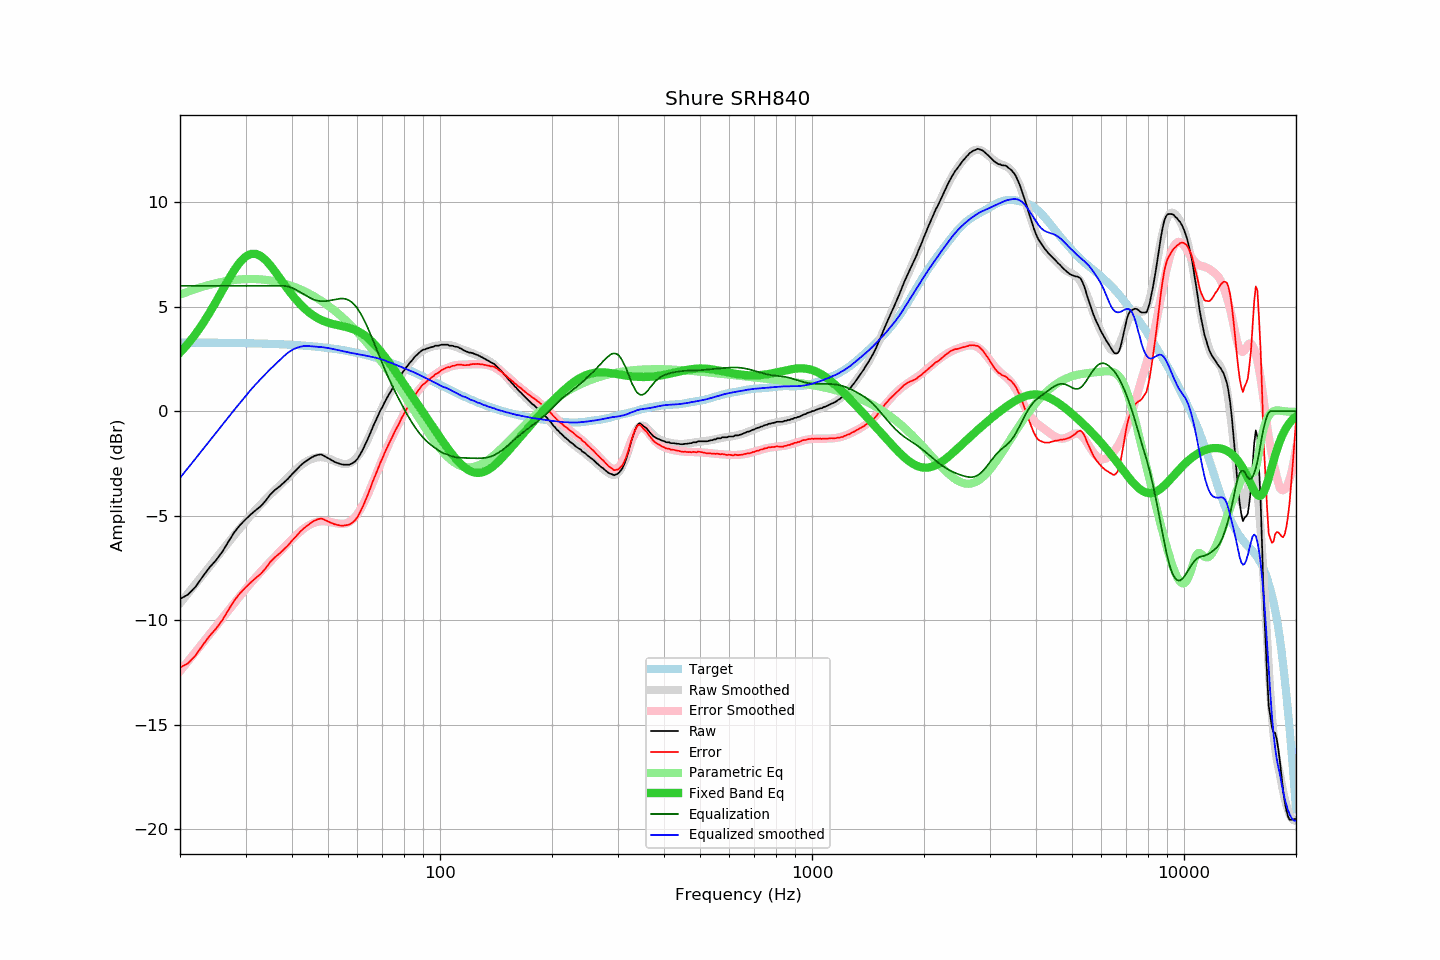 Shure SRH840
Amplitude (dBr)
10
5
0
−5
−10
−15
−20
Target
Raw Smoothed
Error Smoothed
Raw
Error
Parametric Eq
Fixed Band Eq
Equalization
Equalized smoothed
100
1000
10000
Frequency (Hz)